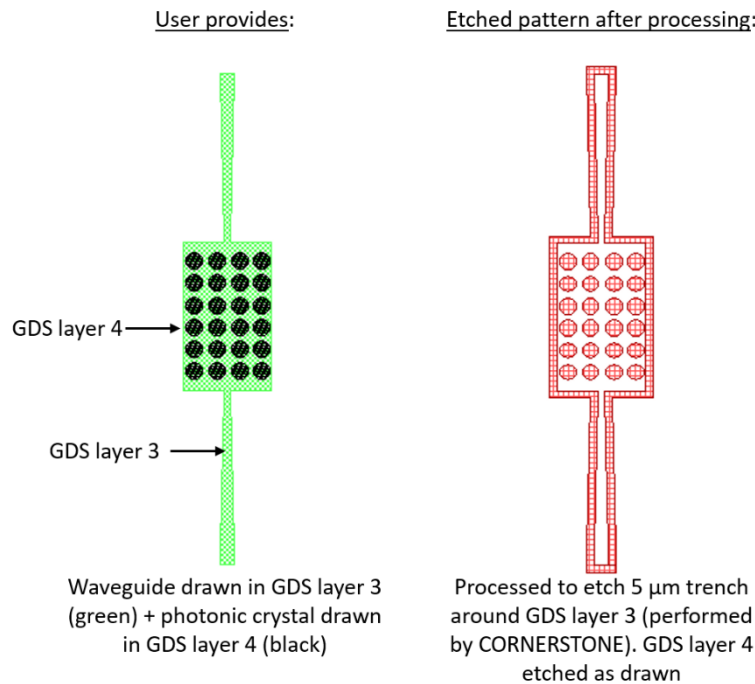 User provides:
Etched pattern after processing:
GDS layer 4
GDS layer 3
Waveguide drawn in GDS layer 3
(green) + photonic crystal drawn
in GDS layer 4 (black)
Processed to etch 5 μm trench
around GDS layer 3 (performed
by CORNERSTONE). GDS layer 4
etched as drawn